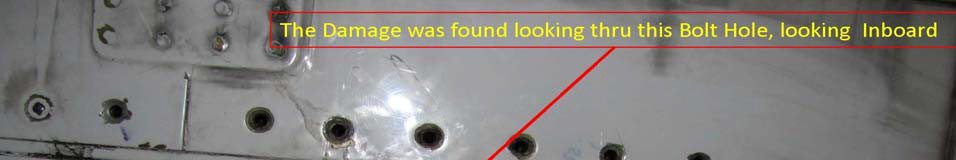 The Damage was found looking thru this Bolt Hole, looking  Inboard